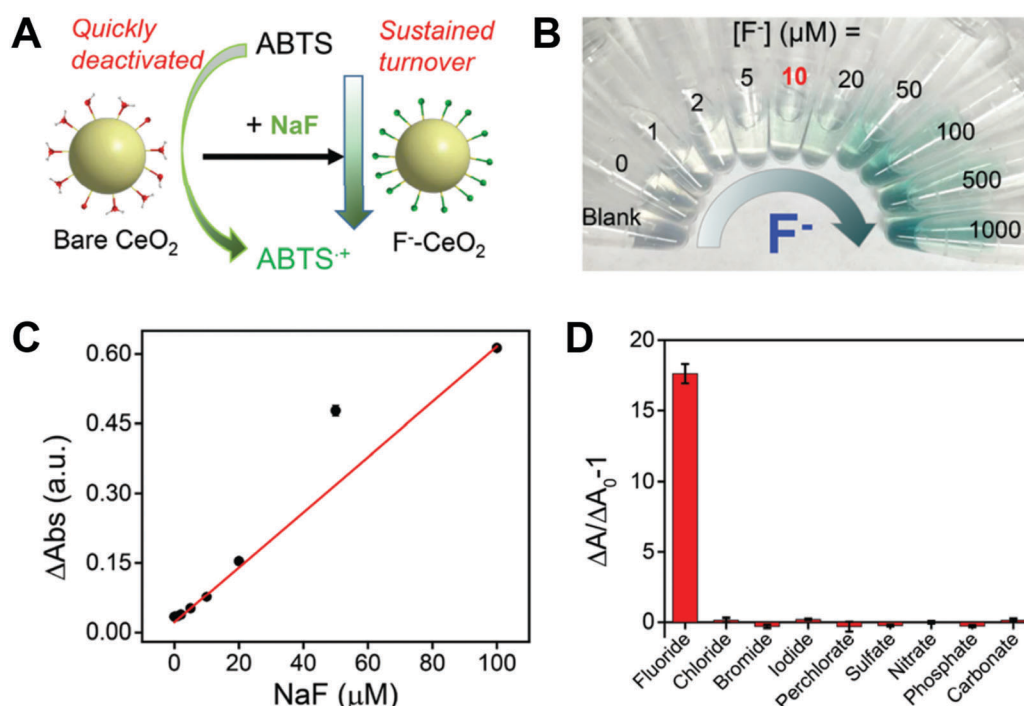 A
Quickly
deactivated
ABTS
Sustained
turnover
+ NaF
Bare CeO2
F--CeO2
ABTS·+
B
[F-] (µM) =
Blank
0
1
2
5
10
20
50
100
500
1000
F-
C
ΔAbs (a.u.)
0.60
0.45
0.30
0.15
0.00
0
20
40
60
80
100
NaF (µM)
D
ΔA/ΔA0-1
20
15
10
5
0
Fluoride
Chloride
Bromide
Iodide
Perchlorate
Sulfate
Nitrate
Phosphate
Carbonate